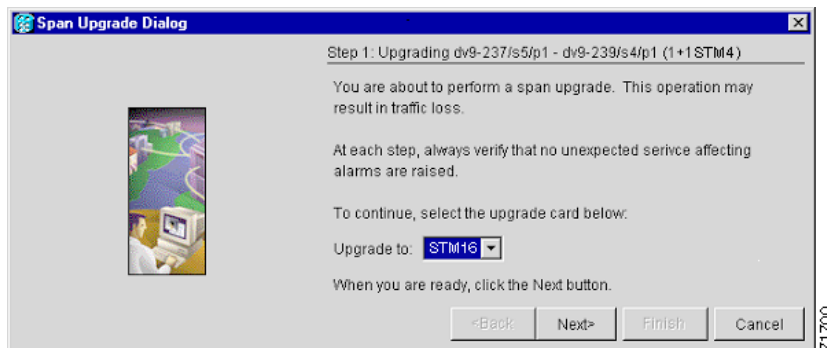 Span Upgrade Dialog
Step 1: Upgrading dv9-237/s5/p1 - dv9-239/s4/p1 (1+1STM4)
You are about to perform a span upgrade. This operation may
result in traffic loss.
At each step, always verify that no unexpected serivce affecting
alarms are raised.
To continue, select the upgrade card below:
Upgrade to: STM16
When you are ready, click the Next button.
<Back Next> Finish Cancel
71700